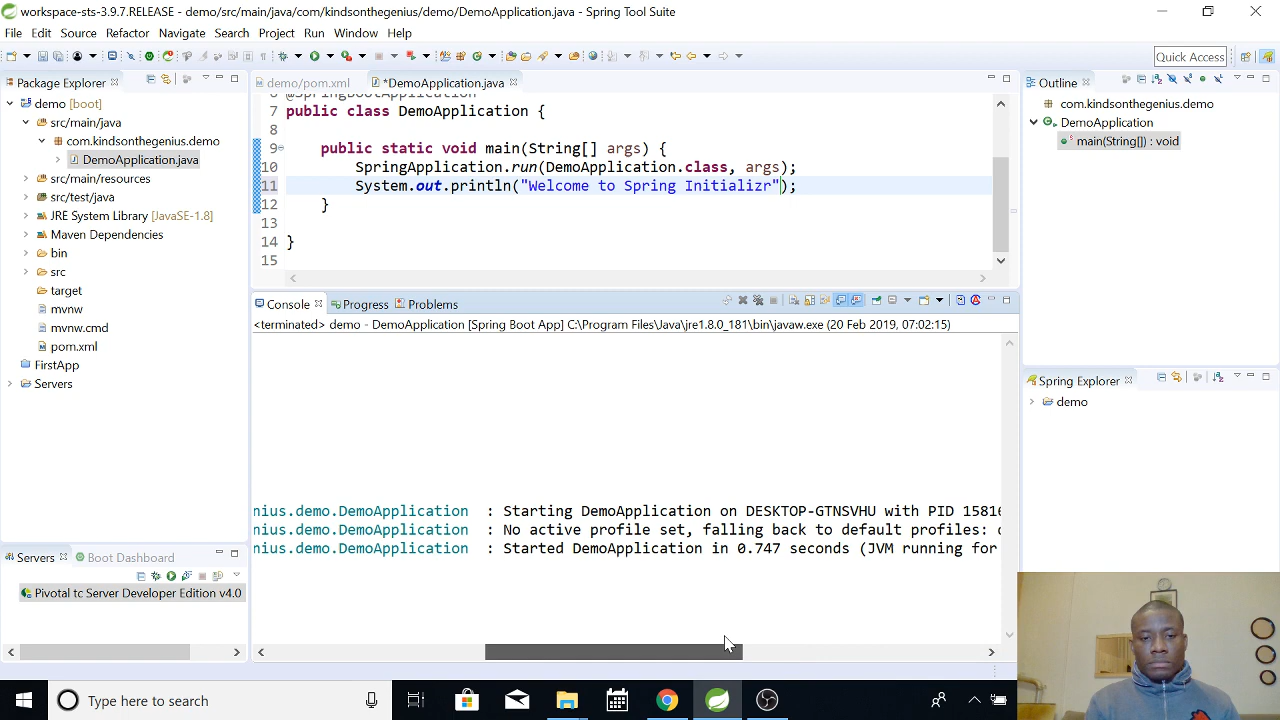 workspace-sts-3.9.7.RELEASE - demo/src/main/java/com/kindsonthegenius/demo/DemoApplication.java - Spring Tool Suite
File Edit Source Refactor Navigate Search Project Run Window Help
Quick Access
Package Explorer
demo [boot]
src/main/java
com.kindsonthegenius.demo
DemoApplication.java
src/main/resources
src/test/java
JRE System Library [JavaSE-1.8]
Maven Dependencies
bin
src
target
mvnw
mvnw.cmd
pom.xml
FirstApp
Servers
demo/pom.xml *DemoApplication.java
6 @SpringBootApplication
7 public class DemoApplication {
8
9 public static void main(String[] args) {
10 SpringApplication.run(DemoApplication.class, args);
11 System.out.println("Welcome to Spring Initializr");
12 }
13
14 }
15
Console Progress Problems
<terminated> demo - DemoApplication [Spring Boot App] C:\Program Files\Java\jre1.8.0_181\bin\javaw.exe (20 Feb 2019, 07:02:15)
nius.demo.DemoApplication : Starting DemoApplication on DESKTOP-GTNSVHU with PID 15816
nius.demo.DemoApplication : No active profile set, falling back to default profiles:
nius.demo.DemoApplication : Started DemoApplication in 0.747 seconds (JVM running for
Outline
com.kindsonthegenius.demo
DemoApplication
main(String[]) : void
Spring Explorer
demo
Servers Boot Dashboard
Pivotal tc Server Developer Edition v4.0
Type here to search